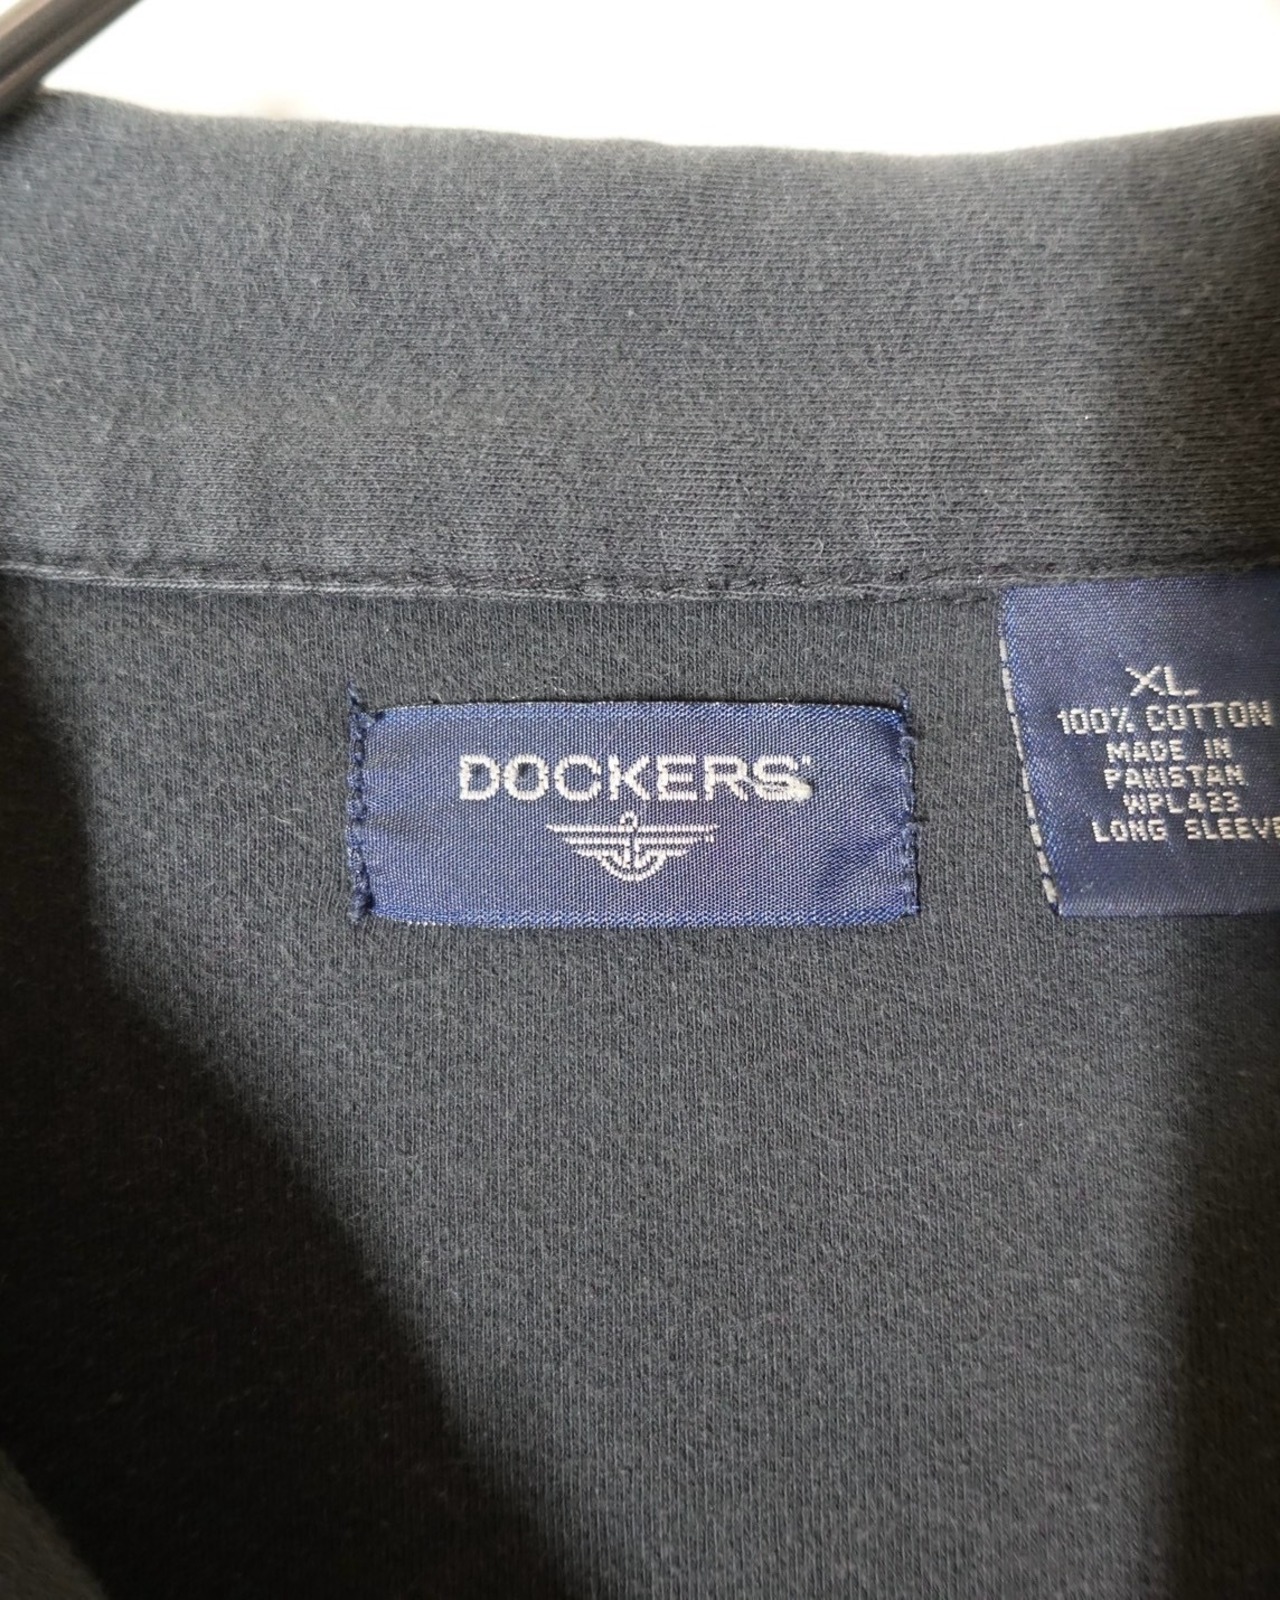 DOCKERS
XL
100% COTTON
MADE IN
PAKISTAN
WPL423
LONG SLEEVE